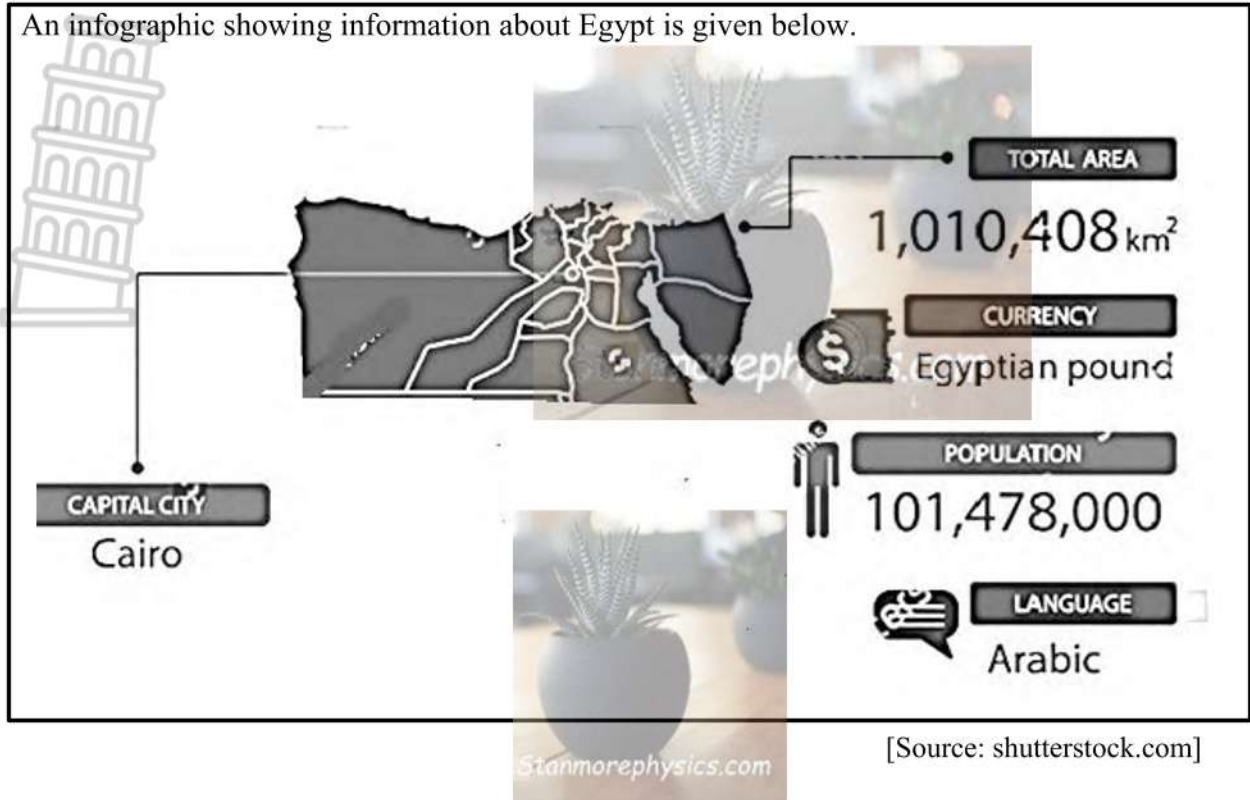 An infographic showing information about Egypt is given below.
TOTAL AREA
1,010,408 km²
CURRENCY
$
Egyptian pound
POPULATION
101,478,000
CAPITAL CITY
Cairo
LANGUAGE
Arabic
[Source: shutterstock.com]
Stanmorephysics.com